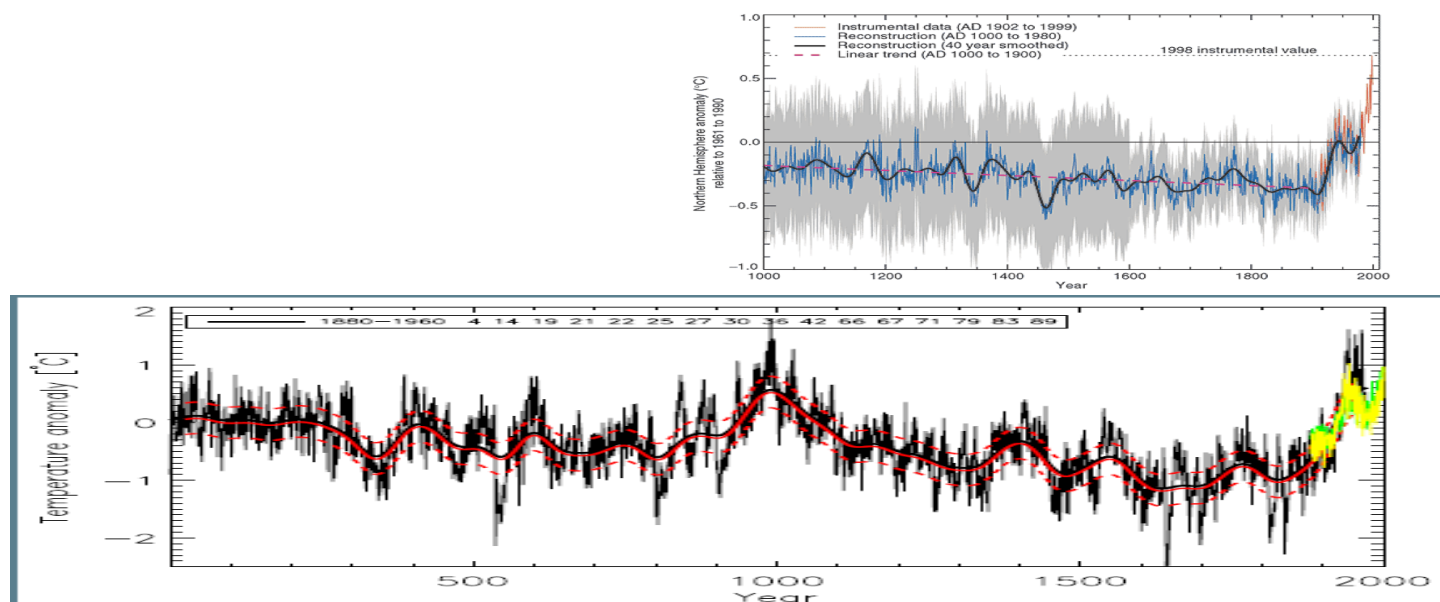 1.0
Instrumental data (AD 1902 to 1999)
Reconstruction (AD 1000 to 1980)
Reconstruction (40 year smoothed)
Linear trend (AD 1000 to 1900)
1998 instrumental value
0.5
0.0
−0.5
−1.0
Northern Hemisphere anomaly (°C)
relative to 1961 to 1990
1000 1200 1400 1600 1800 2000
Year
1880−1960 4 14 19 21 22 25 27 30 36 42 66 67 71 79 83 89
2
1
0
−1
−2
Temperature anomaly [°C]
500 1000 1500 2000
Year